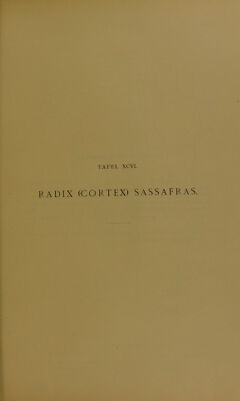 TAFEL XCVI.
RADIX (CORTEX) SASSAFRAS.